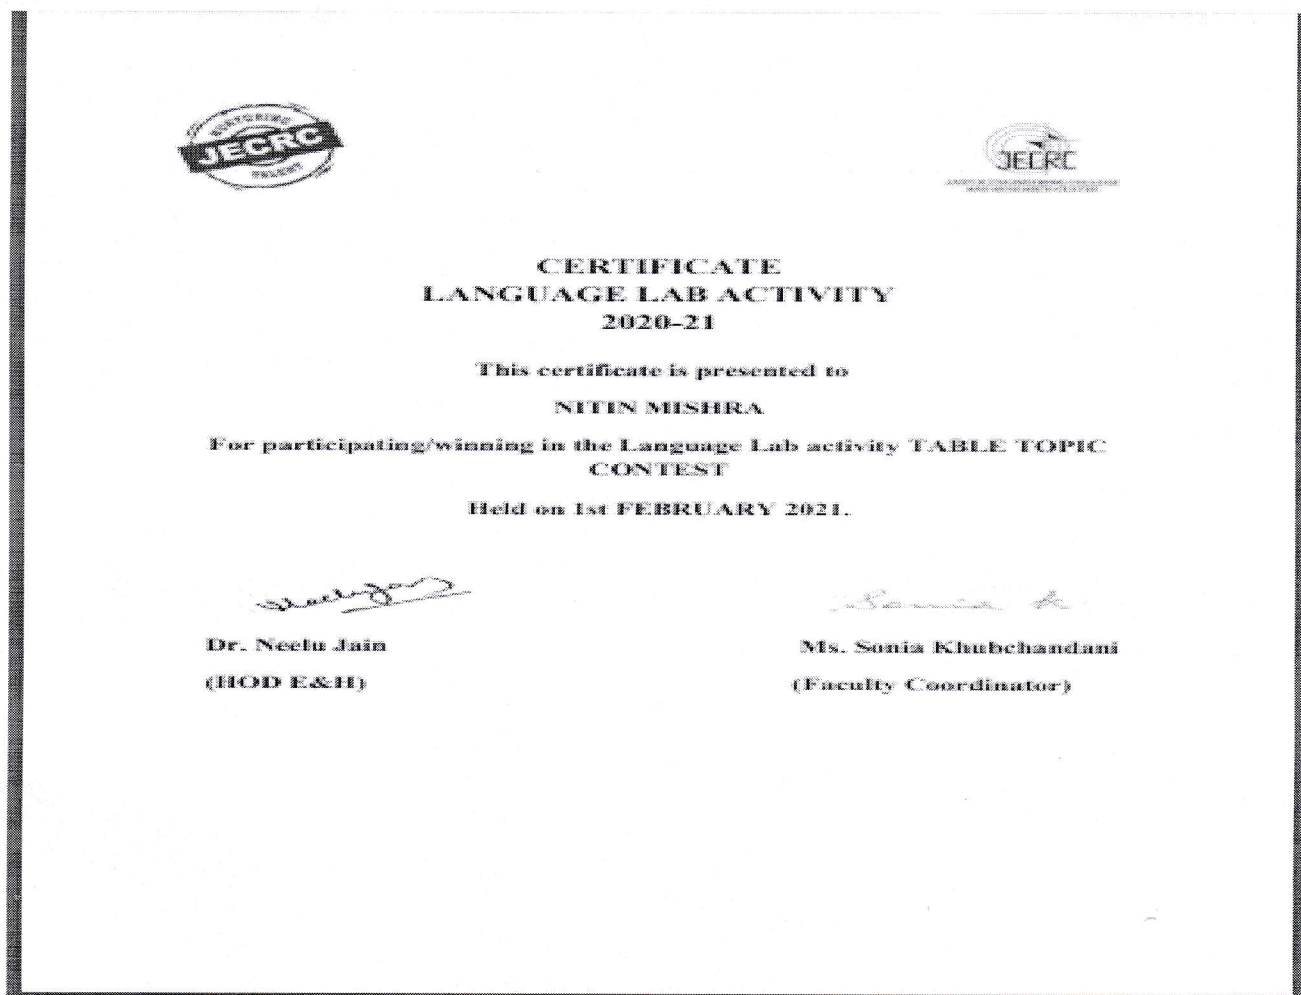 NURTURING
JECRC
TALENT
JECRC
CERTIFICATE
LANGUAGE LAB ACTIVITY
2020-21
This certificate is presented to
NITIN MISHRA
For participating/winning in the Language Lab activity TABLE TOPIC
CONTEST
Held on 1st FEBRUARY 2021.
Dr. Neelu Jain
Ms. Sonia Khubchandani
(HOD E&H)
(Faculty Coordinator)